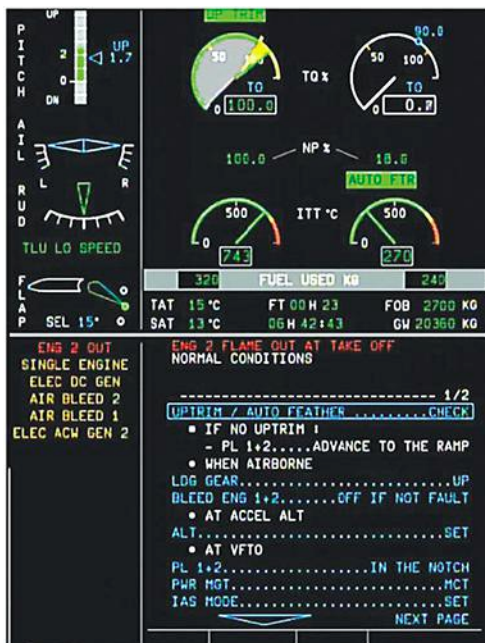 UP
PITCH
2
0
DN
UP
1.7
AIL
L R
RUD
TLU LO SPEED
FLAP
SEL 15°
UP TRIM
50 100
0
TO
100.0
90.0
50 100
0
TO
TQ %
100.0 NP % 18.0
AUTO FTR
500
0
743
ITT °C
500
0
270
320 FUEL USED KG 240
TAT 15 °C FT 00 H 23 FOB 2700 KG
SAT 13 °C 06 H 42:43 GW 20360 KG
ENG 2 OUT
SINGLE ENGINE
ELEC DC GEN
AIR BLEED 2
AIR BLEED 1
ELEC ACW GEN 2
ENG 2 FLAME OUT AT TAKE OFF
NORMAL CONDITIONS
1/2
UPTRIM / AUTO FEATHER.........CHECK
• IF NO UPTRIM :
- PL 1+2.....ADVANCE TO THE RAMP
• WHEN AIRBORNE
LDG GEAR............................UP
BLEED ENG 1+2.......OFF IF NOT FAULT
• AT ACCEL ALT
ALT................................SET
• AT VFTO
PL 1+2....................IN THE NOTCH
PWR MGT............................MCT
IAS MODE...........................SET
NEXT PAGE